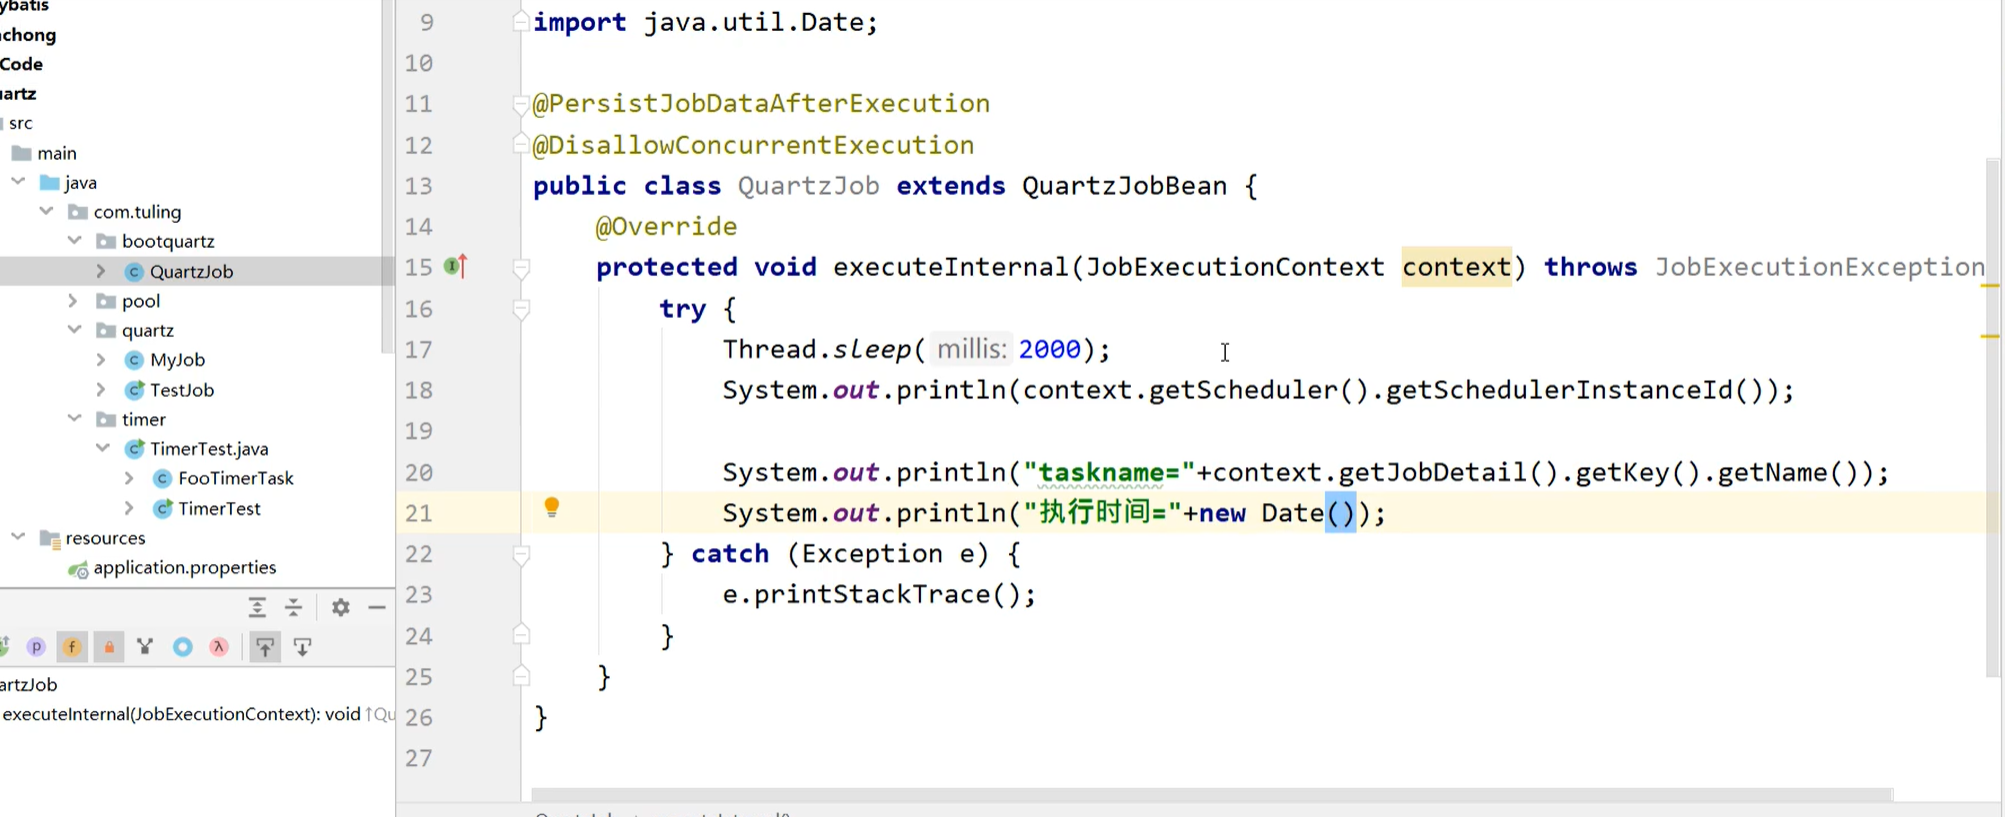 ybatis
achong
Code
uartz
src
main
java
com.tuling
bootquartz
QuartzJob
pool
quartz
MyJob
TestJob
timer
TimerTest.java
FooTimerTask
TimerTest
resources
application.properties
artzJob
executeInternal(JobExecutionContext): void ↑Qu
9 import java.util.Date;
10
11 @PersistJobDataAfterExecution
12 @DisallowConcurrentExecution
13 public class QuartzJob extends QuartzJobBean {
14 @Override
15 protected void executeInternal(JobExecutionContext context) throws JobExecutionException
16 try {
17 Thread.sleep( millis: 2000);
18 System.out.println(context.getScheduler().getSchedulerInstanceId());
19
20 System.out.println("taskname="+context.getJobDetail().getKey().getName());
21 System.out.println("执行时间="+new Date());
22 } catch (Exception e) {
23 e.printStackTrace();
24 }
25 }
26 }
27